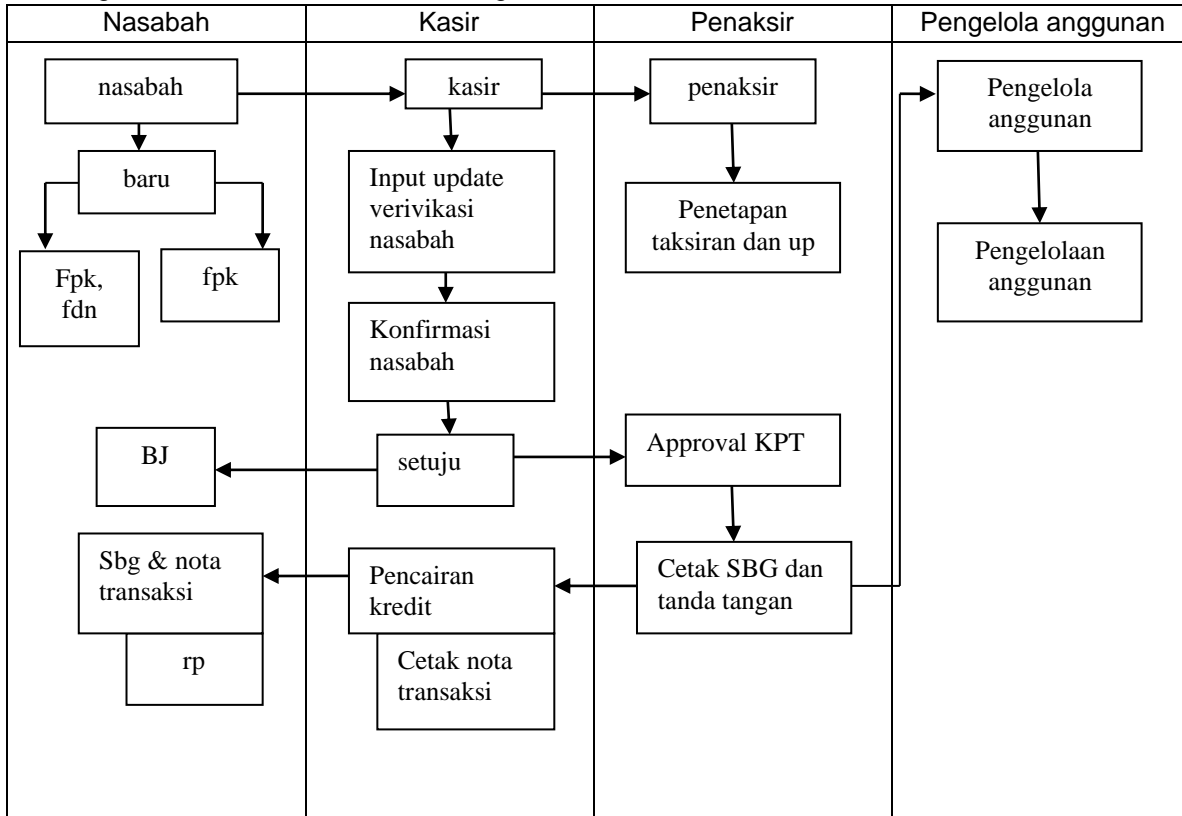 Nasabah
Kasir
Penaksir
Pengelola anggunan
nasabah
baru
Fpk,
fdn
fpk
BJ
Sbg & nota
transaksi
rp
kasir
Input update
verivikasi
nasabah
Konfirmasi
nasabah
setuju
Pencairan
kredit
Cetak nota
transaksi
penaksir
Penetapan
taksiran dan up
Approval KPT
Cetak SBG dan
tanda tangan
Pengelola
anggunan
Pengelolaan
anggunan